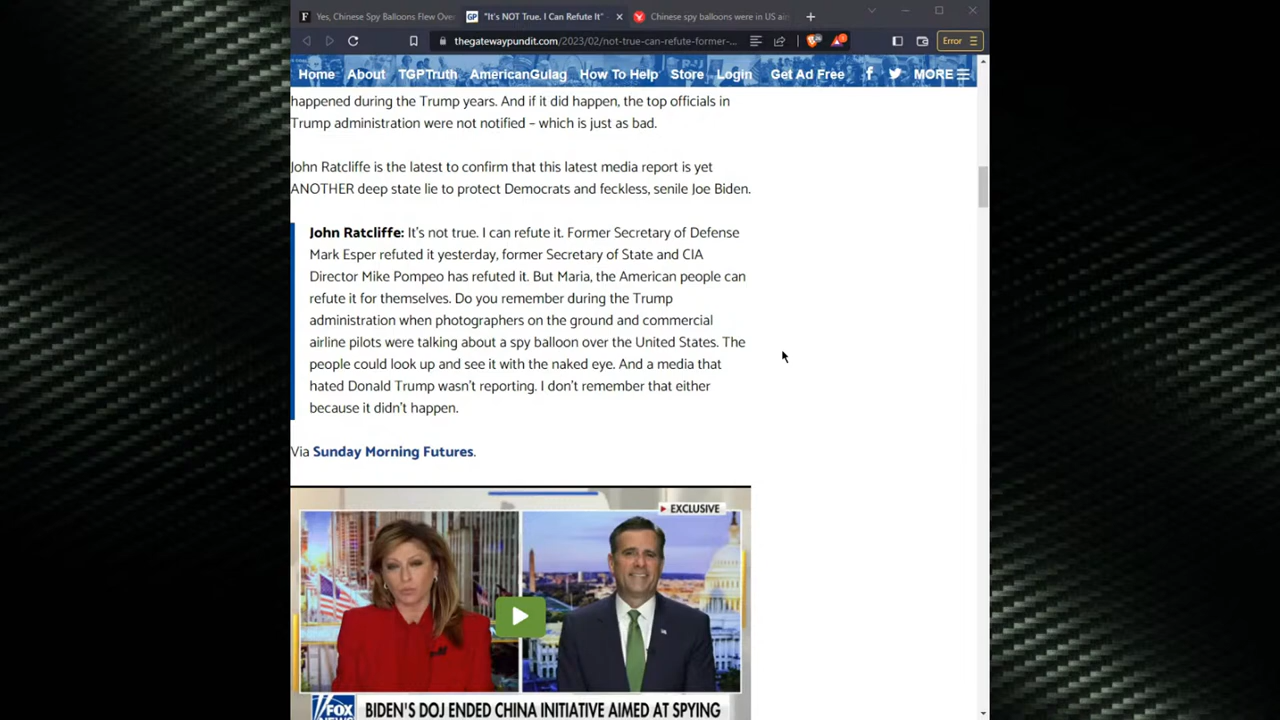 Yes, Chinese Spy Balloons Flew Ove
"It's NOT True. I Can Refute It"
Chinese spy balloons were in US ai
thegatewaypundit.com/2023/02/not-true-can-refute-former-...
Error
Home About TGPTruth AmericanGulag How To Help Store Login Get Ad Free MORE
happened during the Trump years. And if it did happen, the top officials in
Trump administration were not notified – which is just as bad.
John Ratcliffe is the latest to confirm that this latest media report is yet
ANOTHER deep state lie to protect Democrats and feckless, senile Joe Biden.
John Ratcliffe: It's not true. I can refute it. Former Secretary of Defense
Mark Esper refuted it yesterday, former Secretary of State and CIA
Director Mike Pompeo has refuted it. But Maria, the American people can
refute it for themselves. Do you remember during the Trump
administration when photographers on the ground and commercial
airline pilots were talking about a spy balloon over the United States. The
people could look up and see it with the naked eye. And a media that
hated Donald Trump wasn't reporting. I don't remember that either
because it didn't happen.
Via Sunday Morning Futures.
EXCLUSIVE
FOX
NEWS
BIDEN'S DOJ ENDED CHINA INITIATIVE AIMED AT SPYING